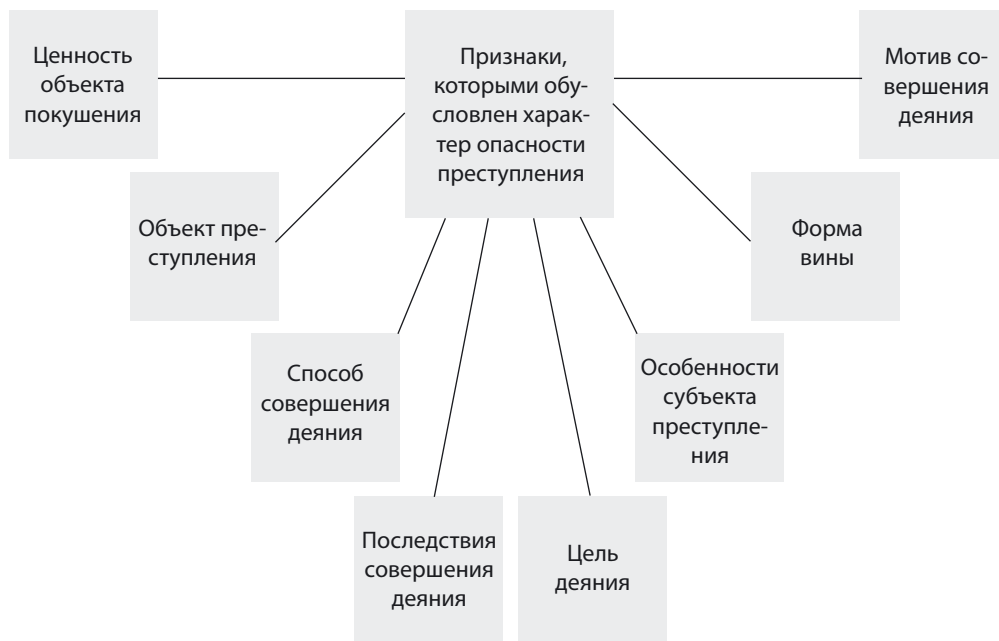 Признаки,
которыми обу-
словлен харак-
тер опасности
преступления
Ценность
объекта
покушения
Мотив со-
вершения
деяния
Объект пре-
ступления
Форма
вины
Способ
совершения
деяния
Особенности
субъекта
преступле-
ния
Последствия
совершения
деяния
Цель
деяния